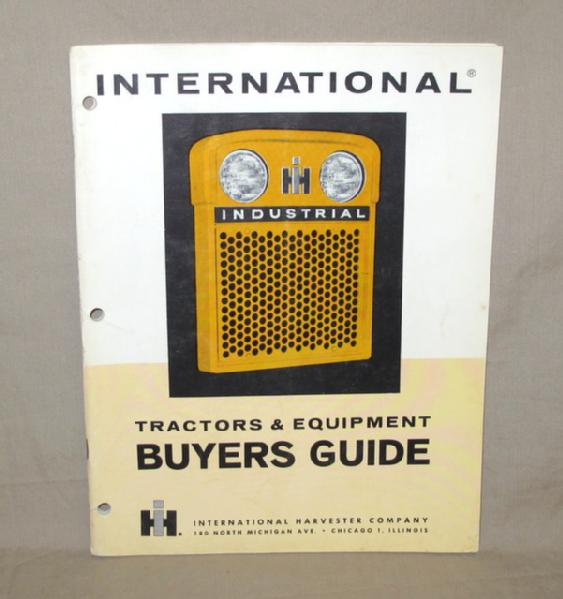 INTERNATIONAL®
IH
INDUSTRIAL
TRACTORS & EQUIPMENT
BUYERS GUIDE
IH.
INTERNATIONAL HARVESTER COMPANY
180 NORTH MICHIGAN AVE. • CHICAGO 1, ILLINOIS